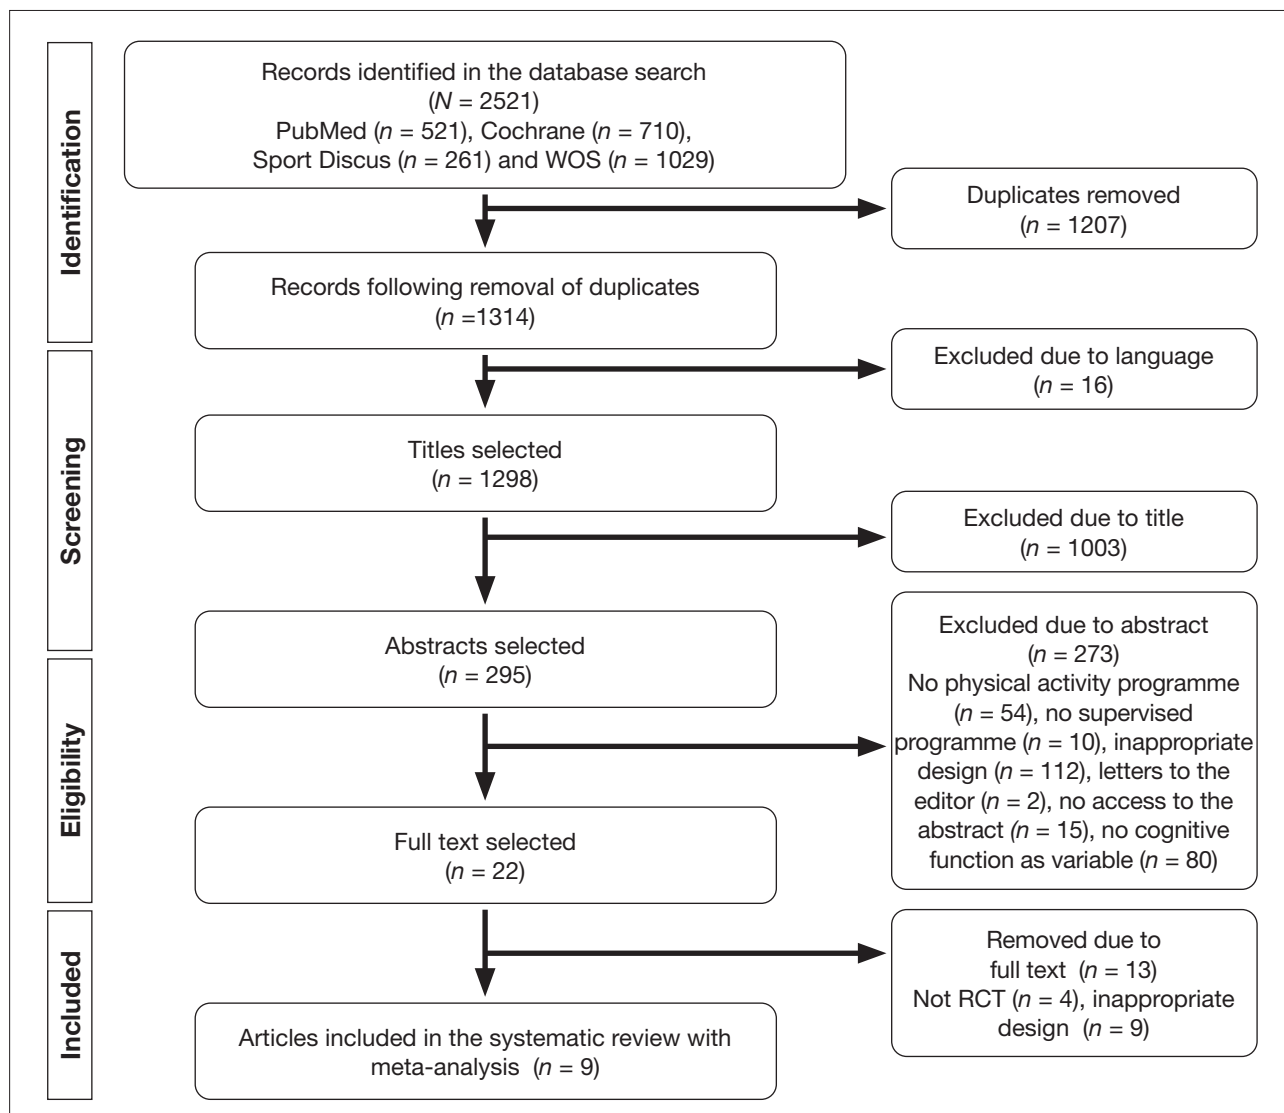 Identification
Records identified in the database search
(N = 2521)
PubMed (n = 521), Cochrane (n = 710),
Sport Discus (n = 261) and WOS (n = 1029)
Duplicates removed
(n = 1207)
Records following removal of duplicates
(n =1314)
Screening
Excluded due to language
(n = 16)
Titles selected
(n = 1298)
Excluded due to title
(n = 1003)
Abstracts selected
(n = 295)
Eligibility
Excluded due to abstract
(n = 273)
No physical activity programme
(n = 54), no supervised
programme (n = 10), inappropriate
design (n = 112), letters to the
editor (n = 2), no access to the
abstract (n = 15), no cognitive
function as variable (n = 80)
Full text selected
(n = 22)
Included
Removed due to
full text (n = 13)
Not RCT (n = 4), inappropriate
design (n = 9)
Articles included in the systematic review with
meta-analysis (n = 9)